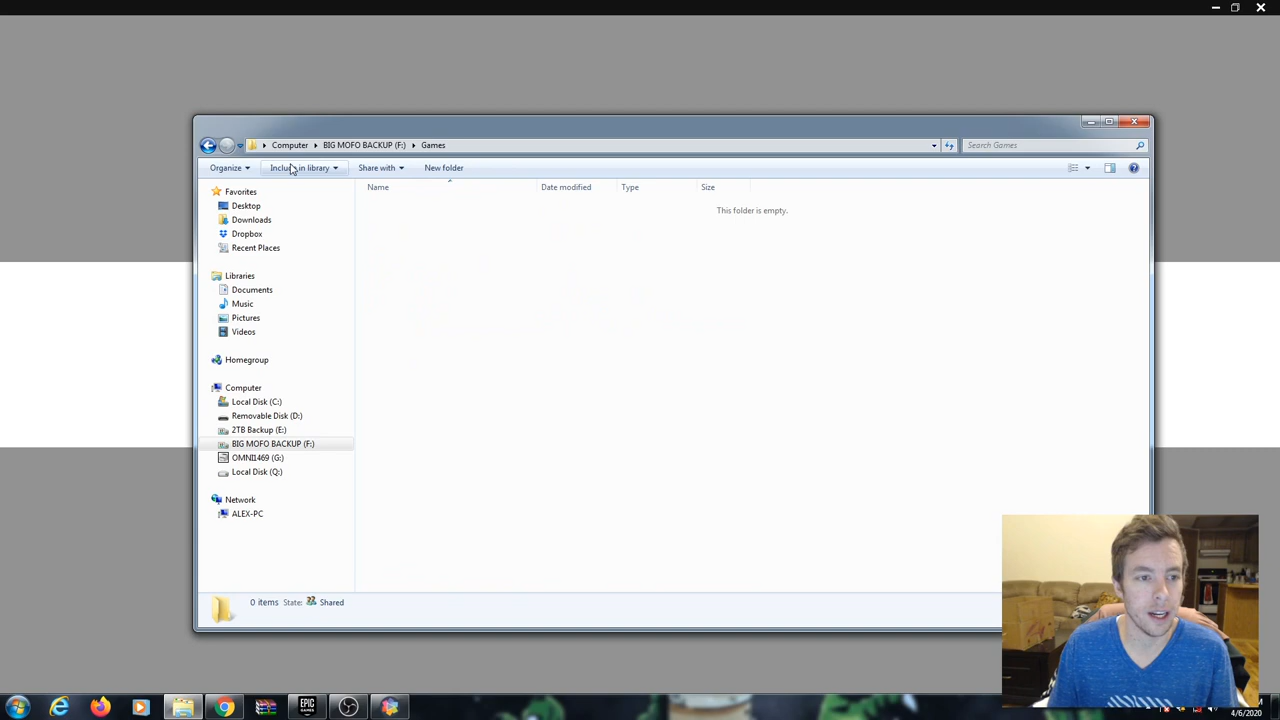 Computer BIG MOFO BACKUP (F:) Games
Search Games
Organize Include in library Share with New folder
Name Date modified Type Size
This folder is empty.
Favorites
Desktop
Downloads
Dropbox
Recent Places
Libraries
Documents
Music
Pictures
Videos
Homegroup
Computer
Local Disk (C:)
Removable Disk (D:)
2TB Backup (E:)
BIG MOFO BACKUP (F:)
OMNI1469 (G:)
Local Disk (Q:)
Network
ALEX-PC
0 items State: Shared
EPIC
GAMES
4/6/2020